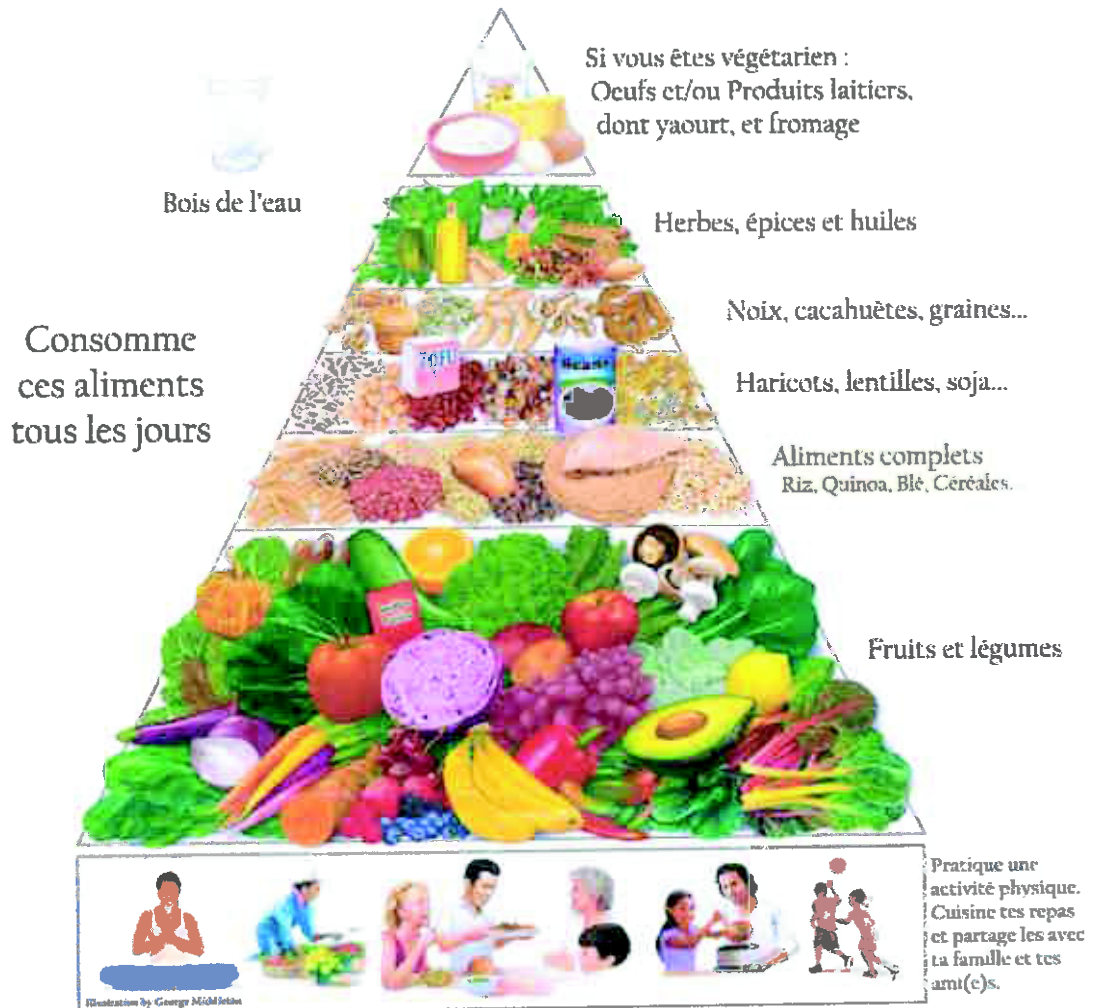 Si vous êtes végétarien :
Oeufs et/ou Produits laitiers,
dont yaourt, et fromage
Bois de l'eau
Herbes, épices et huiles
Noix, cacahuètes, graines...
Consomme
ces aliments
tous les jours
TOFU
Beans
Haricots, lentilles, soja...
Aliments complets
Riz, Quinoa, Blé, Céréales.
Fruits et légumes
Pratique une
activité physique.
Cuisine tes repas
et partage les avec
ta famille et tes
ami(e)s.
Illustration by George Middleton